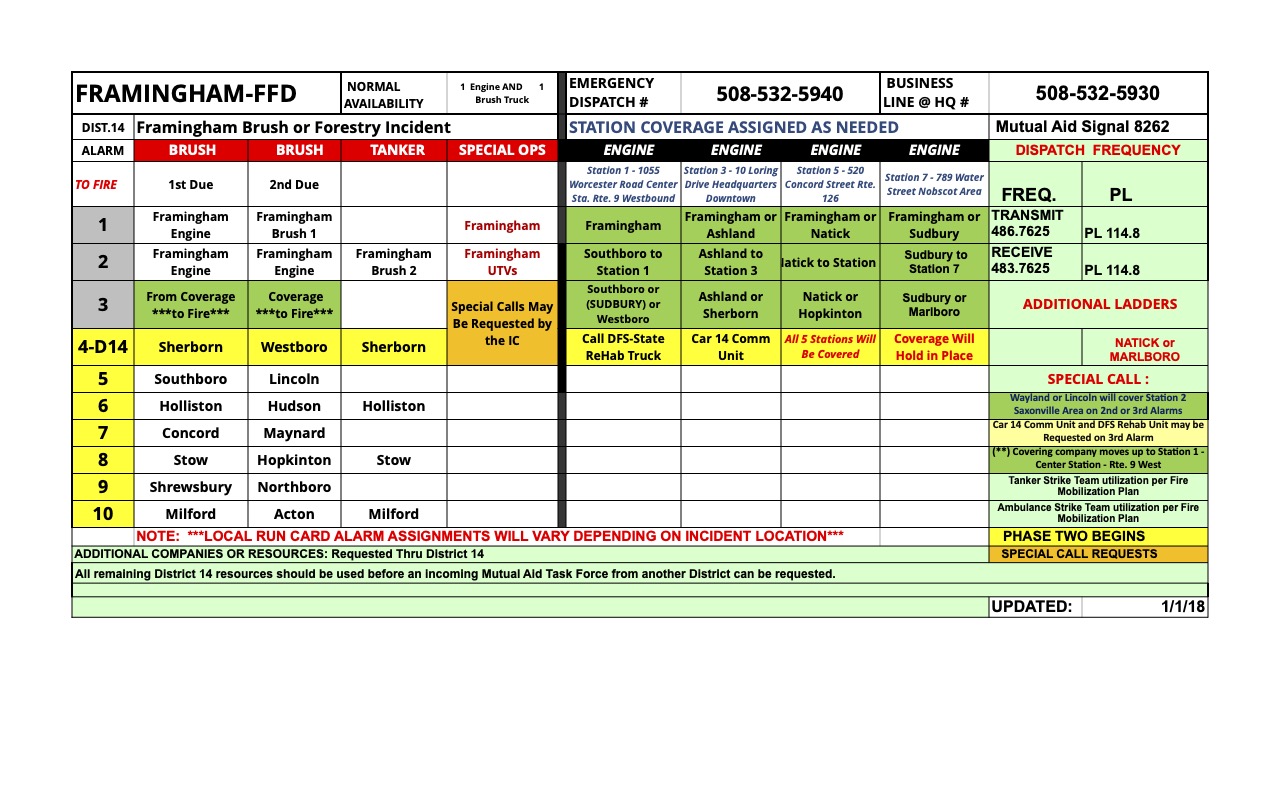 FRAMINGHAM-FFD NORMAL AVAILABILITY 1 Engine AND 1 Brush Truck EMERGENCY DISPATCH # 508-532-5940 BUSINESS LINE @ HQ # 508-532-5930
DIST.14 Framingham Brush or Forestry Incident STATION COVERAGE ASSIGNED AS NEEDED Mutual Aid Signal 8262
ALARM BRUSH BRUSH TANKER SPECIAL OPS ENGINE ENGINE ENGINE ENGINE DISPATCH FREQUENCY
TO FIRE 1st Due 2nd Due Station 1 - 1055 Worcester Road Center Sta. Rte. 9 Westbound Station 3 - 10 Loring Drive Headquarters Downtown Station 5 - 520 Concord Street Rte. 126 Station 7 - 789 Water Street Nobscot Area FREQ. PL
1 Framingham Engine Framingham Brush 1 Framingham Framingham Framingham or Ashland Framingham or Natick Framingham or Sudbury TRANSMIT 486.7625 PL 114.8
2 Framingham Engine Framingham Engine Framingham Brush 2 Framingham UTVs Southboro to Station 1 Ashland to Station 3 latick to Station Sudbury to Station 7 RECEIVE 483.7625 PL 114.8
3 From Coverage ***to Fire*** Coverage ***to Fire*** Special Calls May Be Requested by the IC Southboro or (SUDBURY) or Westboro Ashland or Sherborn Natick or Hopkinton Sudbury or Marlboro ADDITIONAL LADDERS
4-D14 Sherborn Westboro Sherborn Call DFS-State ReHab Truck Car 14 Comm Unit All 5 Stations Will Be Covered Coverage Will Hold in Place NATICK or MARLBORO
5 Southboro Lincoln SPECIAL CALL :
6 Holliston Hudson Holliston Wayland or Lincoln will cover Station 2 Saxonville Area on 2nd or 3rd Alarms
7 Concord Maynard Car 14 Comm Unit and DFS Rehab Unit may be Requested on 3rd Alarm
8 Stow Hopkinton Stow (**) Covering company moves up to Station 1 - Center Station - Rte. 9 West
9 Shrewsbury Northboro Tanker Strike Team utilization per Fire Mobilization Plan
10 Milford Acton Milford Ambulance Strike Team utilization per Fire Mobilization Plan
NOTE: ***LOCAL RUN CARD ALARM ASSIGNMENTS WILL VARY DEPENDING ON INCIDENT LOCATION*** PHASE TWO BEGINS
ADDITIONAL COMPANIES OR RESOURCES: Requested Thru District 14 SPECIAL CALL REQUESTS
All remaining District 14 resources should be used before an Incoming Mutual Aid Task Force from another District can be requested.
UPDATED: 1/1/18